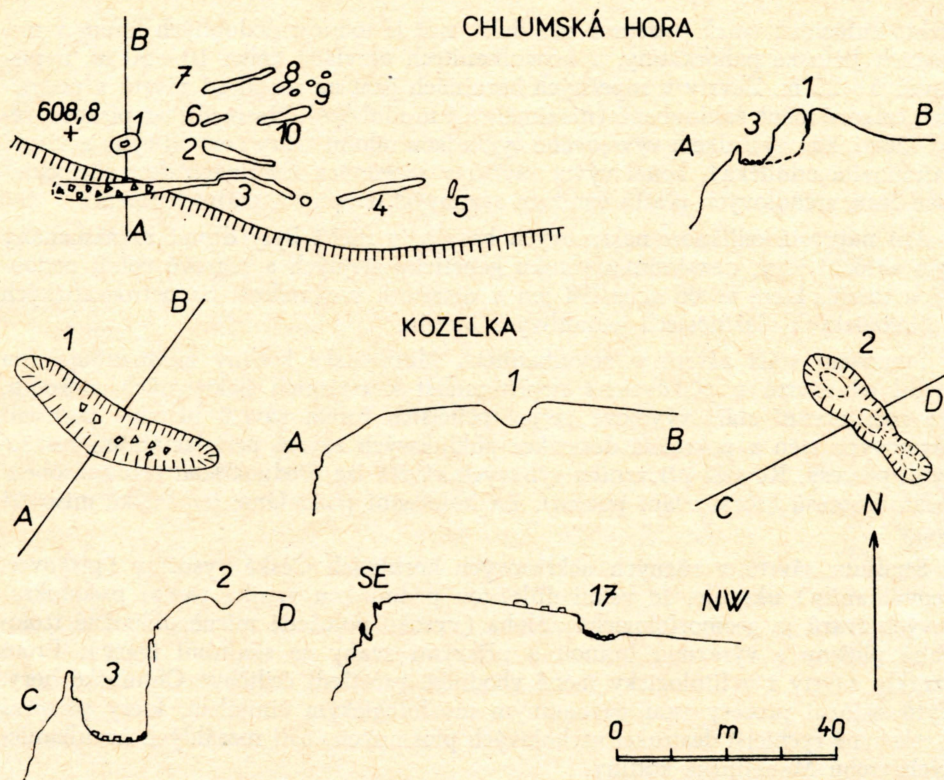 CHLUMSKÁ HORA
B
7 8 9
608,8 1 6 10
+
2
3 4 5
A
1
3
A B
KOZELKA
1
B
A
1
A B
2
D
C
N
2
D
3
C
SE 17 NW
0 m 40